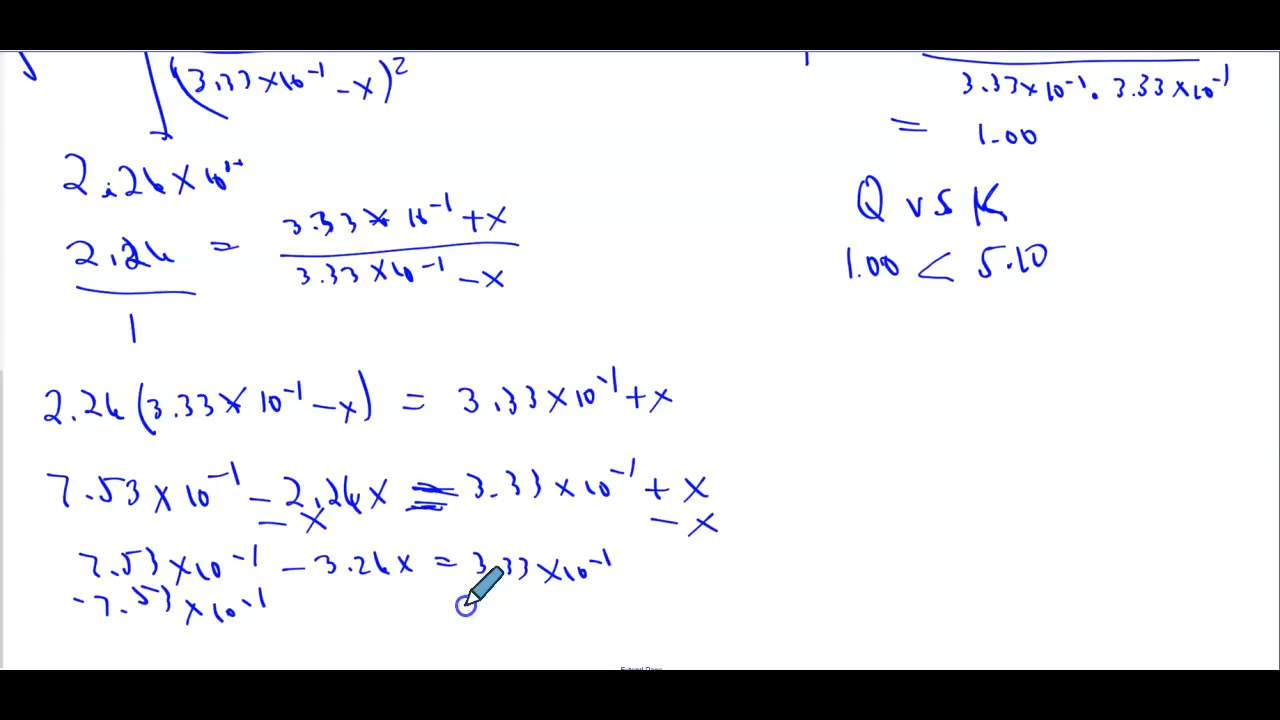 (3.33×10⁻¹ - x)²
2.26×10⁻¹
2.26 = 3.33×10⁻¹ + x
1 3.33×10⁻¹ - x
2.26(3.33×10⁻¹ - x) = 3.33×10⁻¹ + x
7.53×10⁻¹ - 2.26x = 3.33×10⁻¹ + x
- x - x
7.53×10⁻¹ - 3.26x = 3.33×10⁻¹
-7.53×10⁻¹
3.33×10⁻¹ . 3.33×10⁻¹
= 1.00
Q vs K
1.00 < 5.10